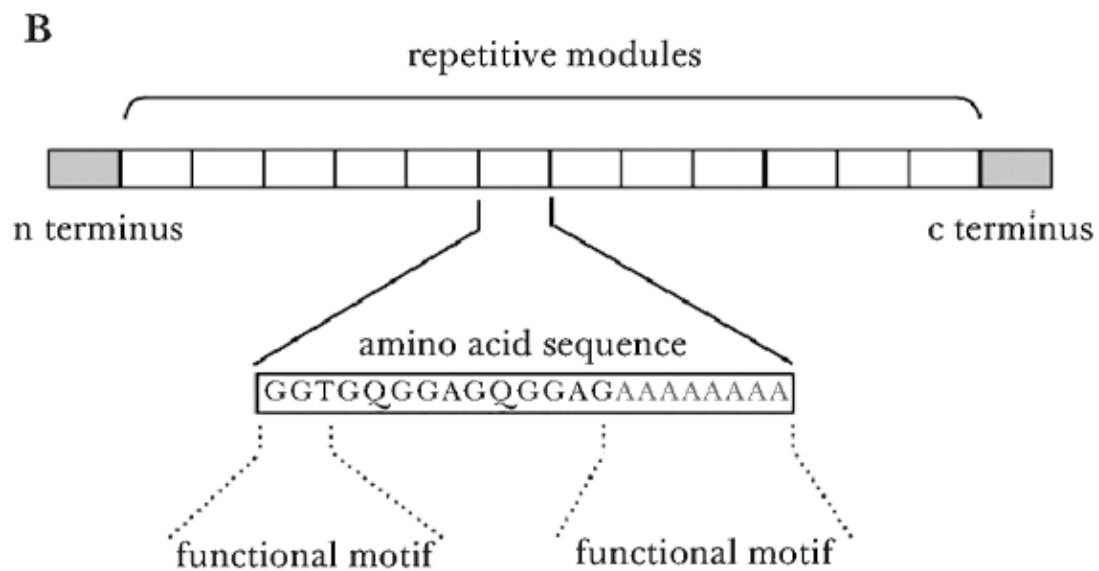 B
repetitive modules
n terminus
c terminus
amino acid sequence
GGTGQGGAGQGGAGAAAAAAAA
functional motif
functional motif